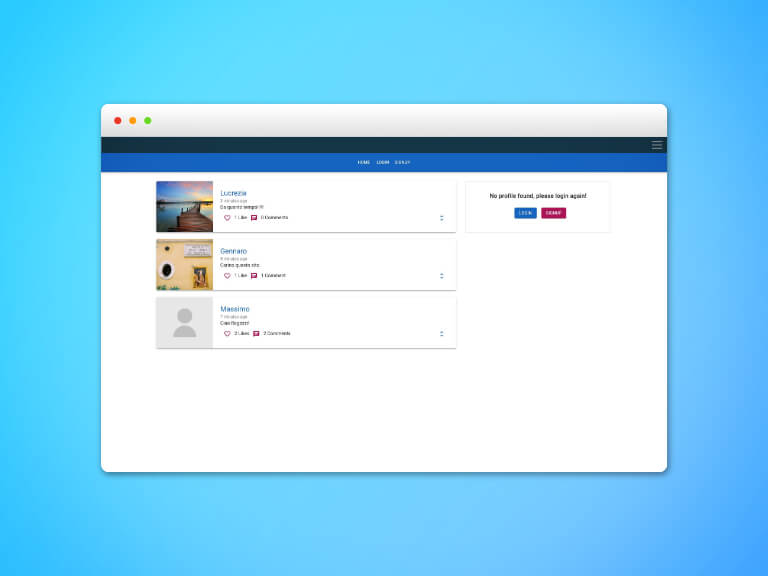 HOME LOGIN SIGNUP
Lucrezia
2 minutes ago
Da quanto tempo! !!!
1 Like 0 Comments
Gennaro
4 minutes ago
Carino questo sito
1 Like 1 Comment
Massimo
7 minutes ago
Ciao Ragazzi!
2 Likes 2 Comments
No profile found, please login again!
LOGIN SIGNUP